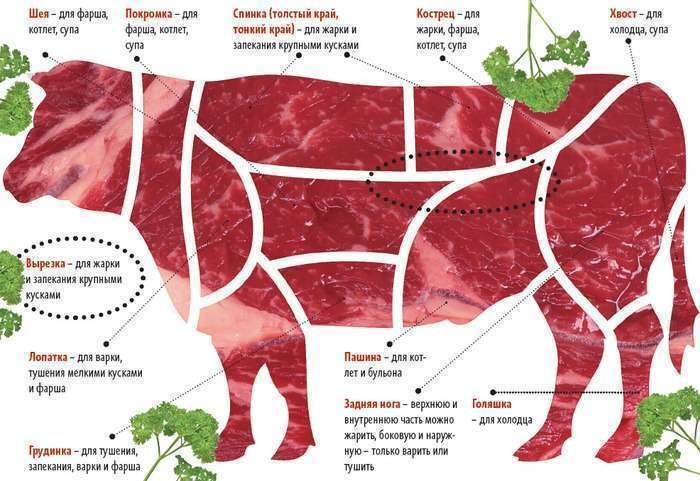 Шея – для фарша,
котлет, супа
Покромка – для
фарша, котлет,
супа
Спинка (толстый край,
тонкий край) – для жарки и
запекания крупными кусками
Кострец – для
жарки, фарша,
котлет, супа
Хвост – для
холодца, супа
Вырезка – для жарки
и запекания крупными
кусками
Лопатка – для варки,
тушения мелкими кусками
и фарша
Грудинка – для тушения,
запекания, варки и фарша
Пашина – для кот-
лет и бульона
Задняя нога – верхнюю и
внутреннюю часть можно
жарить, боковую и наруж-
ную – только варить или
тушить
Голяшка
– для холодца